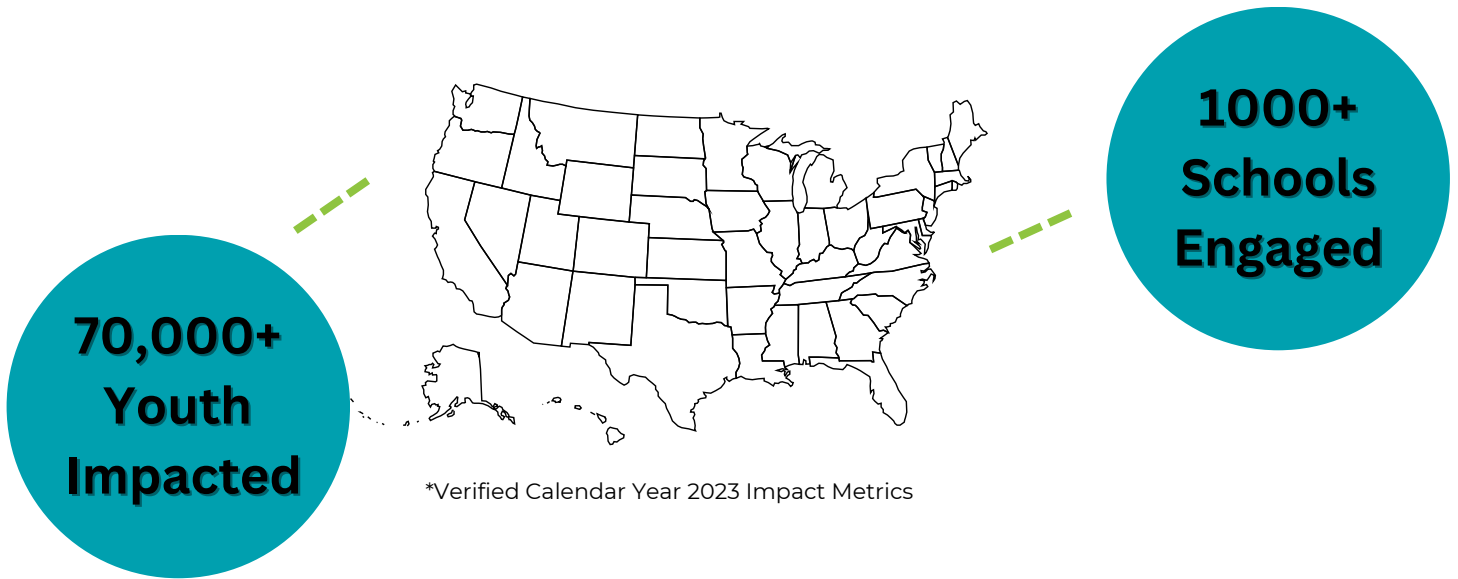 70,000+
Youth
Impacted
1000+
Schools
Engaged
*Verified Calendar Year 2023 Impact Metrics